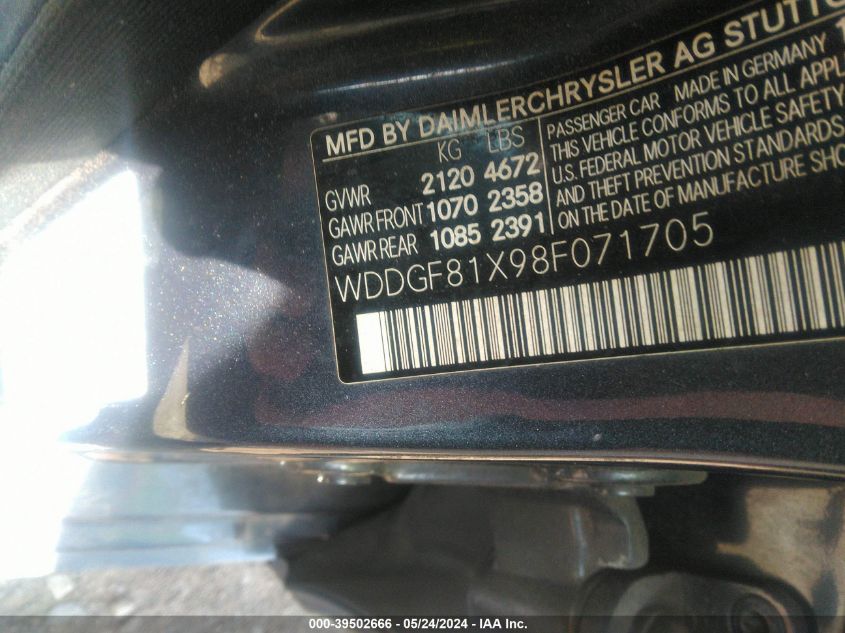 MFD BY DAIMLERCHRYSLER AG STUTTG
KG LBS
GVWR 2120 4672
GAWR FRONT 1070 2358
GAWR REAR 1085 2391
PASSENGER CAR MADE IN GERMANY
THIS VEHICLE CONFORMS TO ALL APPL
U.S. FEDERAL MOTOR VEHICLE SAFETY
AND THEFT PREVENTION STANDARDS
ON THE DATE OF MANUFACTURE SHO
WDDGF81X98F071705
000-39502666 - 05/24/2024 - IAA Inc.